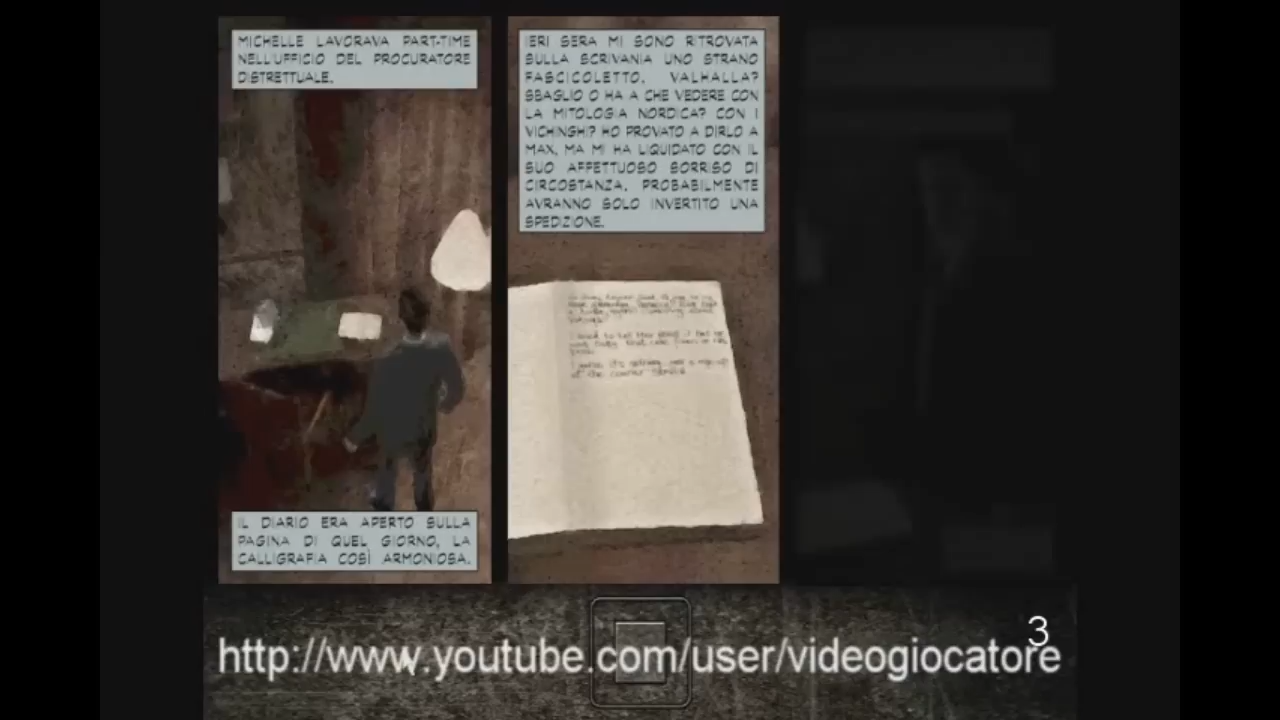 MICHELLE LAVORAVA PART-TIME
NELL'UFFICIO DEL PROCURATORE
DISTRETTUALE.
IL DIARIO ERA APERTO SULLA
PAGINA DI QUEL GIORNO, LA
CALLIGRAFIA COSÌ ARMONIOSA.
IERI SERA MI SONO RITROVATA
SULLA SCRIVANIA UNO STRANO
FASCICOLETTO. VALHALLA?
SBAGLIO O HA A CHE VEDERE CON
LA MITOLOGIA NORDICA? CON I
VICHINGHI? HO PROVATO A DIRLO A
MAX, MA MI HA LIQUIDATO CON IL
SUO AFFETTUOSO SORRISO DI
CIRCOSTANZA. PROBABILMENTE
AVRANNO SOLO INVERTITO UNA
SPEDIZIONE.
3
http://www.youtube.com/user/videogiocatore